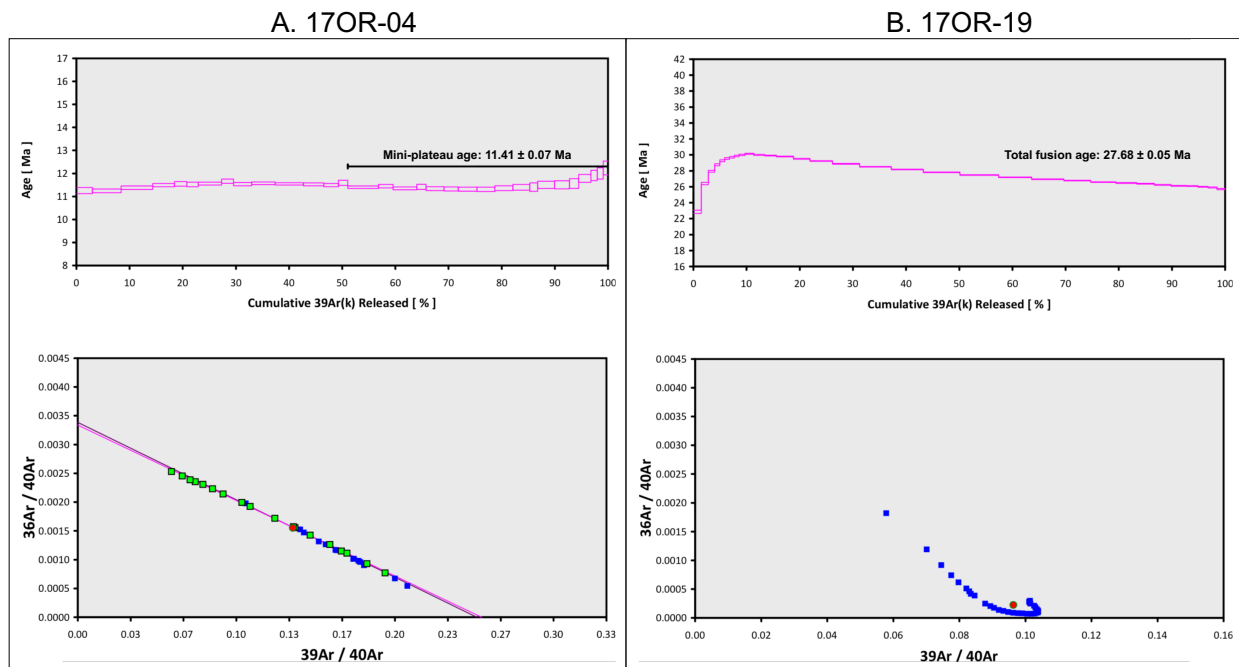 A. 17OR-04
B. 17OR-19
17
16
15
14
13
12
11
10
9
8
Age [ Ma ]
Mini-plateau age: 11.41 ± 0.07 Ma
0 10 20 30 40 50 60 70 80 90 100
Cumulative 39Ar(k) Released [ % ]
42
40
38
36
34
32
30
28
26
24
22
20
18
16
Age [ Ma ]
Total fusion age: 27.68 ± 0.05 Ma
0 10 20 30 40 50 60 70 80 90 100
Cumulative 39Ar(k) Released [ % ]
0.0045
0.0040
0.0035
0.0030
0.0025
0.0020
0.0015
0.0010
0.0005
0.0000
36Ar / 40Ar
0.00 0.03 0.07 0.10 0.13 0.17 0.20 0.23 0.27 0.30 0.33
39Ar / 40Ar
0.0045
0.0040
0.0035
0.0030
0.0025
0.0020
0.0015
0.0010
0.0005
0.0000
36Ar / 40Ar
0.00 0.02 0.04 0.06 0.08 0.10 0.12 0.14 0.16
39Ar / 40Ar